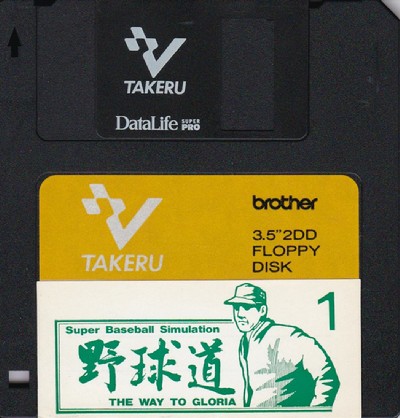 TAKERU
DataLife SUPER PRO
brother
3.5"2DD
FLOPPY
DISK
TAKERU
1
Super Baseball Simulation
野球道
THE WAY TO GLORIA